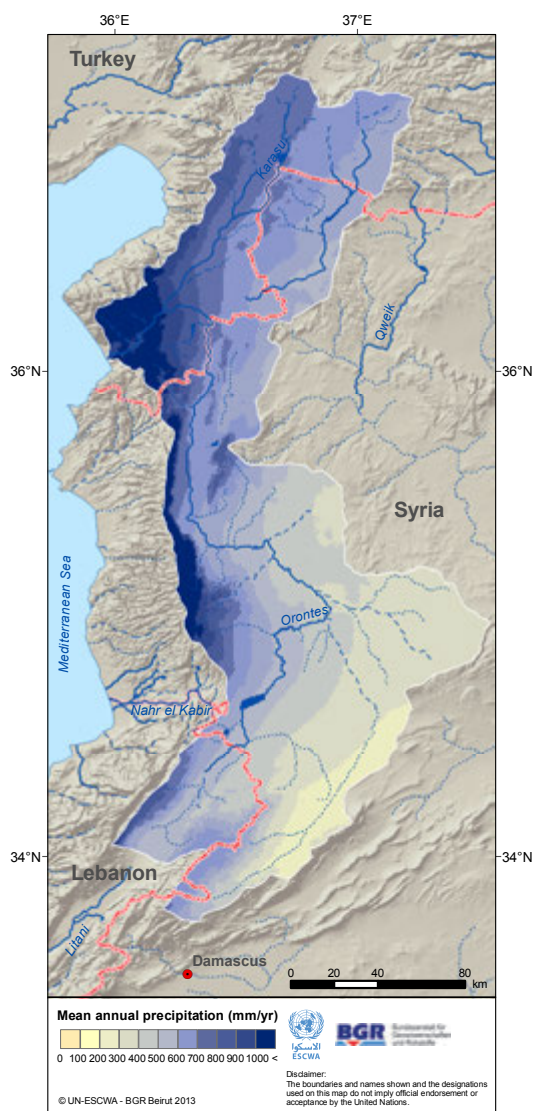 36°E
37°E
Turkey
Karasu
Qweik
36°N
36°N
Syria
Mediterranean Sea
Orontes
Nahr el Kabir
34°N
34°N
Lebanon
Litani
Damascus
0 20 40 80
km
Mean annual precipitation (mm/yr)
0 100 200 300 400 500 600 700 800 900 1000 <
الإسكوا
ESCWA
BGR
Bundesanstalt für
Geowissenschaften
und Rohstoffe
Disclaimer:
The boundaries and names shown and the designations
used on this map do not imply official endorsement or
acceptance by the United Nations.
© UN-ESCWA - BGR Beirut 2013